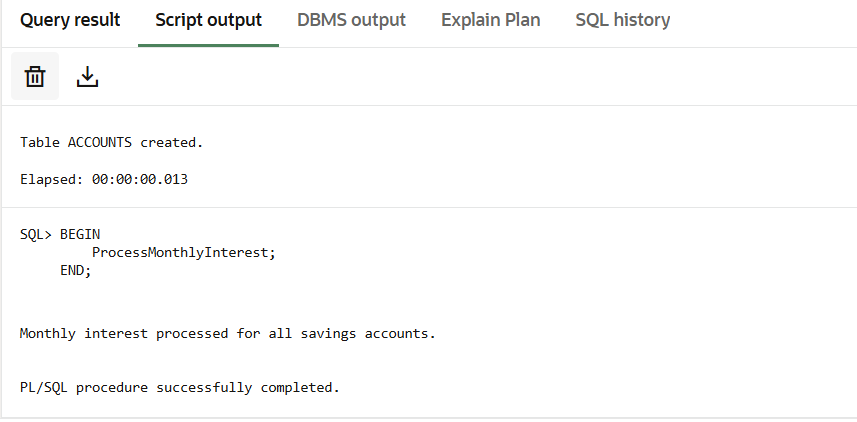 Query result Script output DBMS output Explain Plan SQL history
Table ACCOUNTS created.
Elapsed: 00:00:00.013
SQL> BEGIN
ProcessMonthlyInterest;
END;
Monthly interest processed for all savings accounts.
PL/SQL procedure successfully completed.